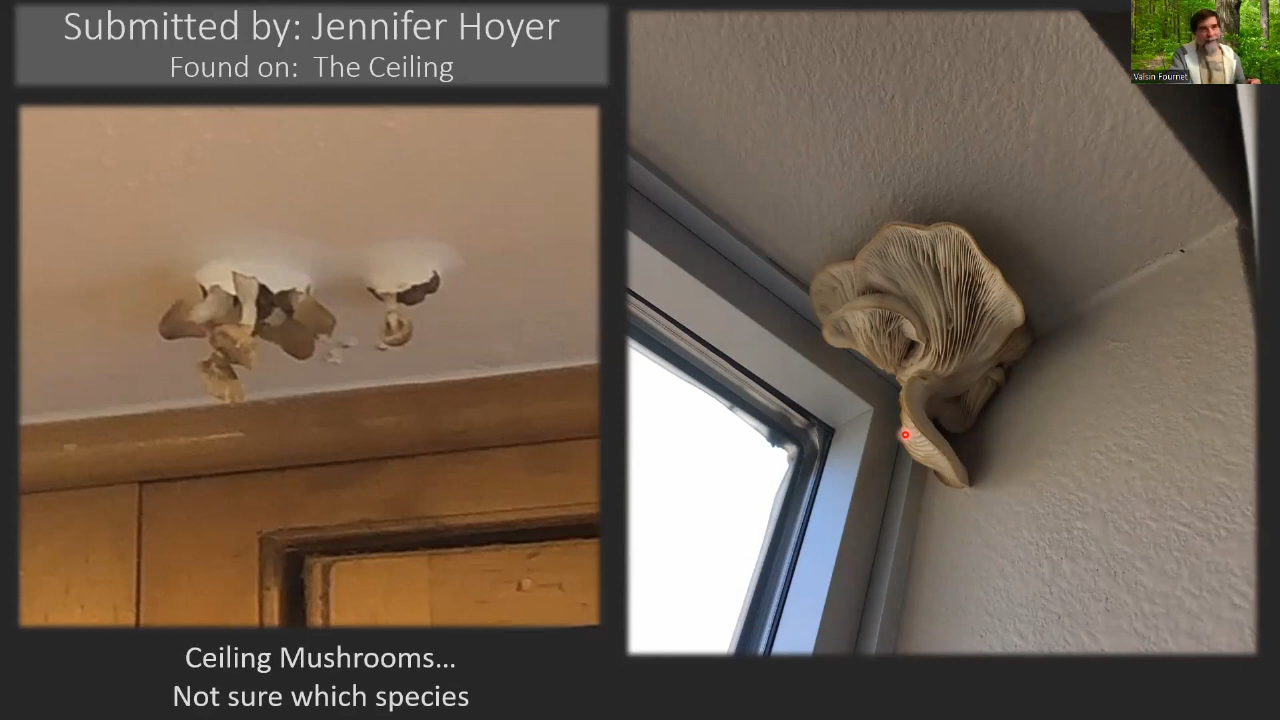 Submitted by: Jennifer Hoyer
Found on: The Ceiling
Valsin Fournet
Ceiling Mushrooms...
Not sure which species